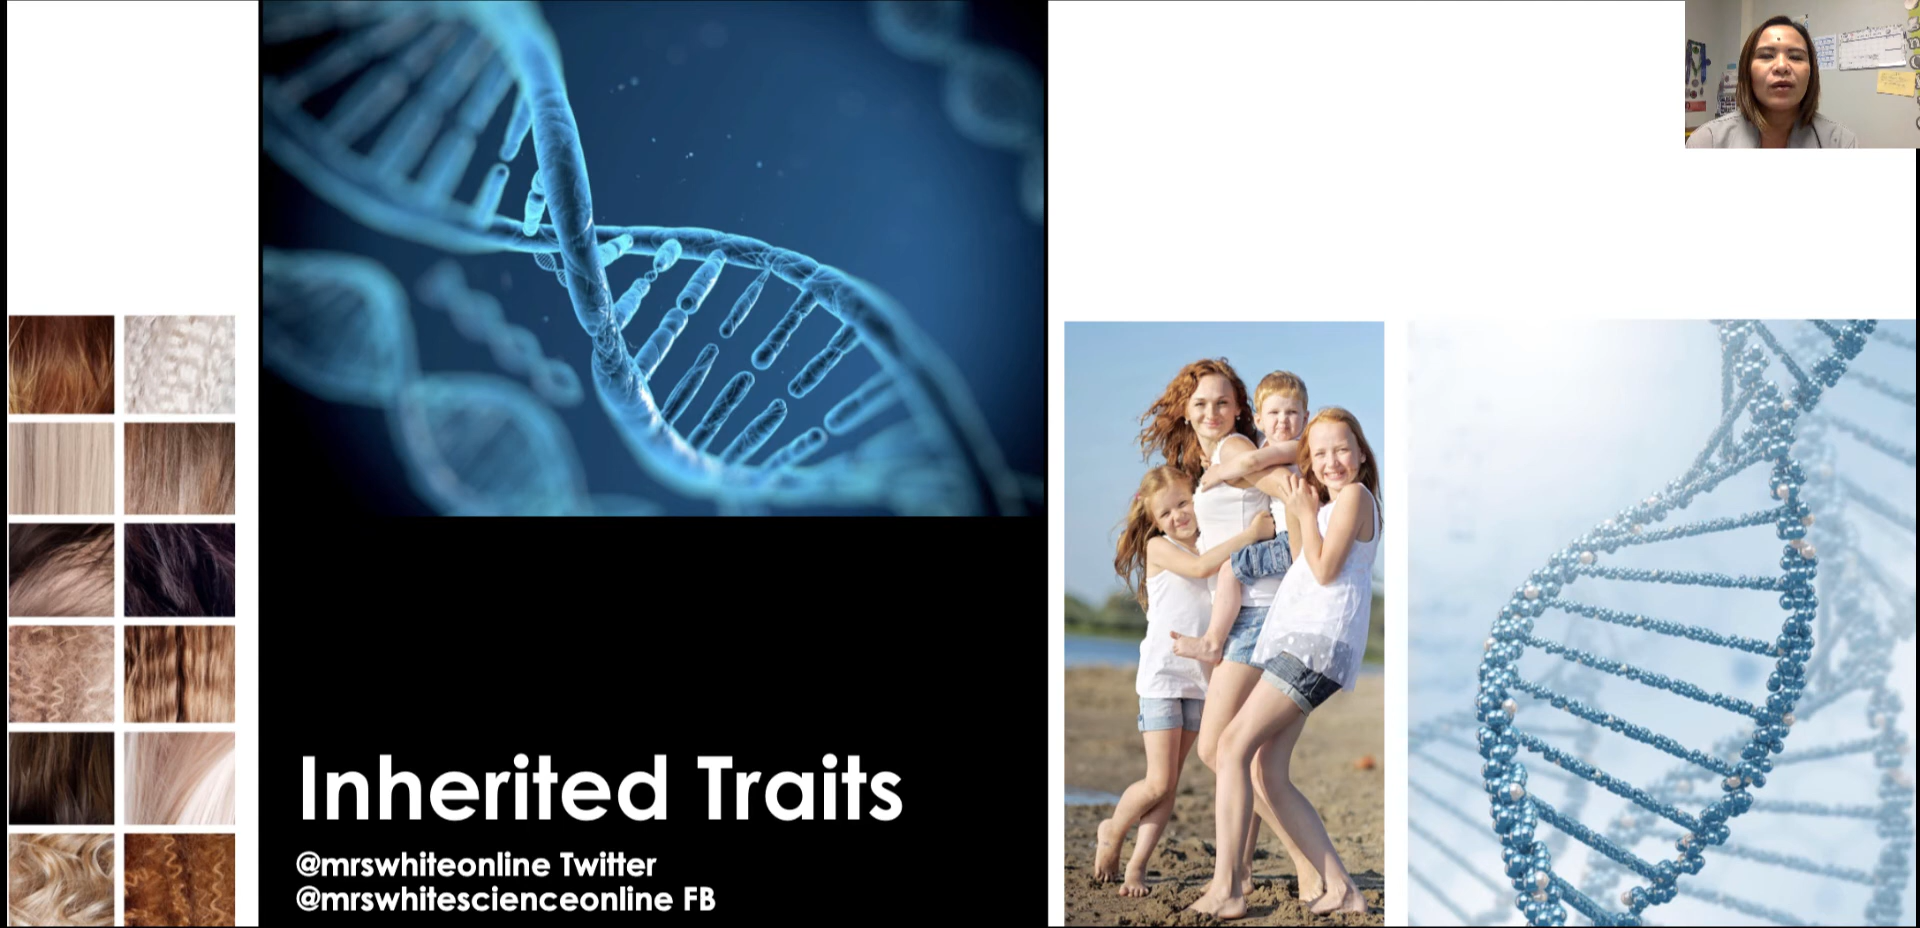 Inherited Traits
@mrswhiteonline Twitter
@mrswhitescienceonline FB